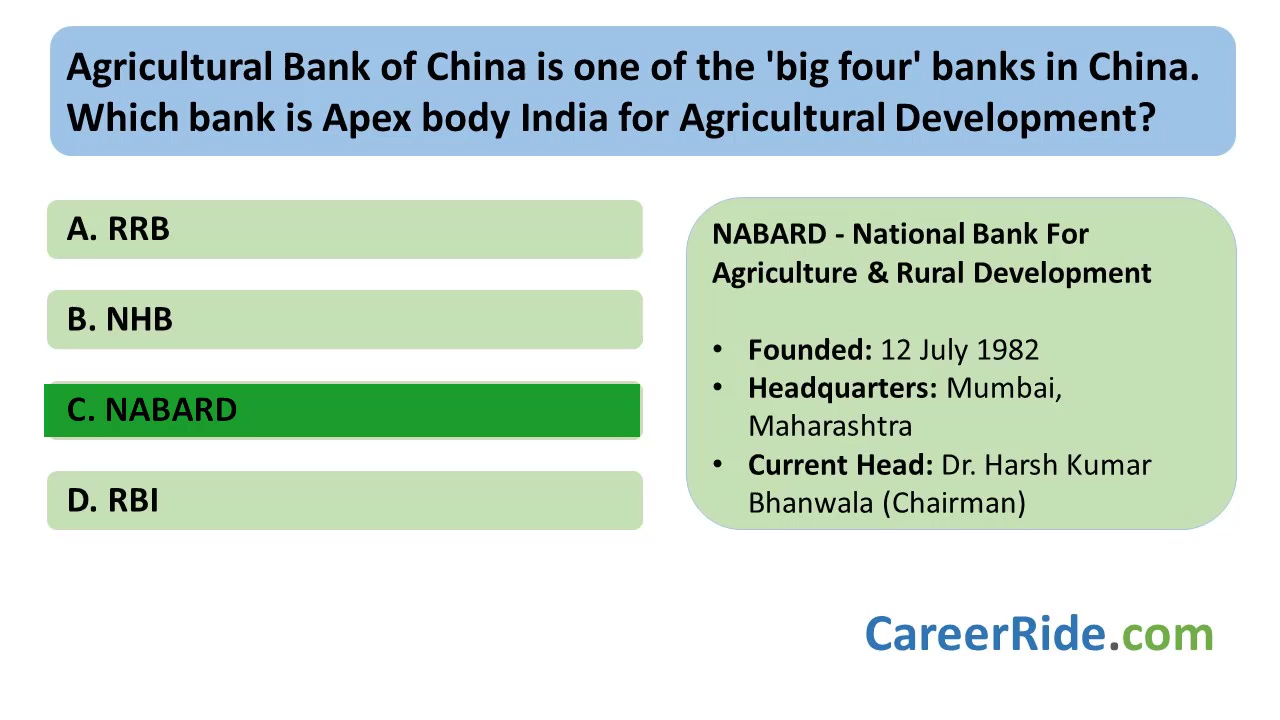 Agricultural Bank of China is one of the 'big four' banks in China.
Which bank is Apex body India for Agricultural Development?
A. RRB
B. NHB
C. NABARD
D. RBI
NABARD - National Bank For
Agriculture & Rural Development
• Founded: 12 July 1982
• Headquarters: Mumbai,
Maharashtra
• Current Head: Dr. Harsh Kumar
Bhanwala (Chairman)
CareerRide.com